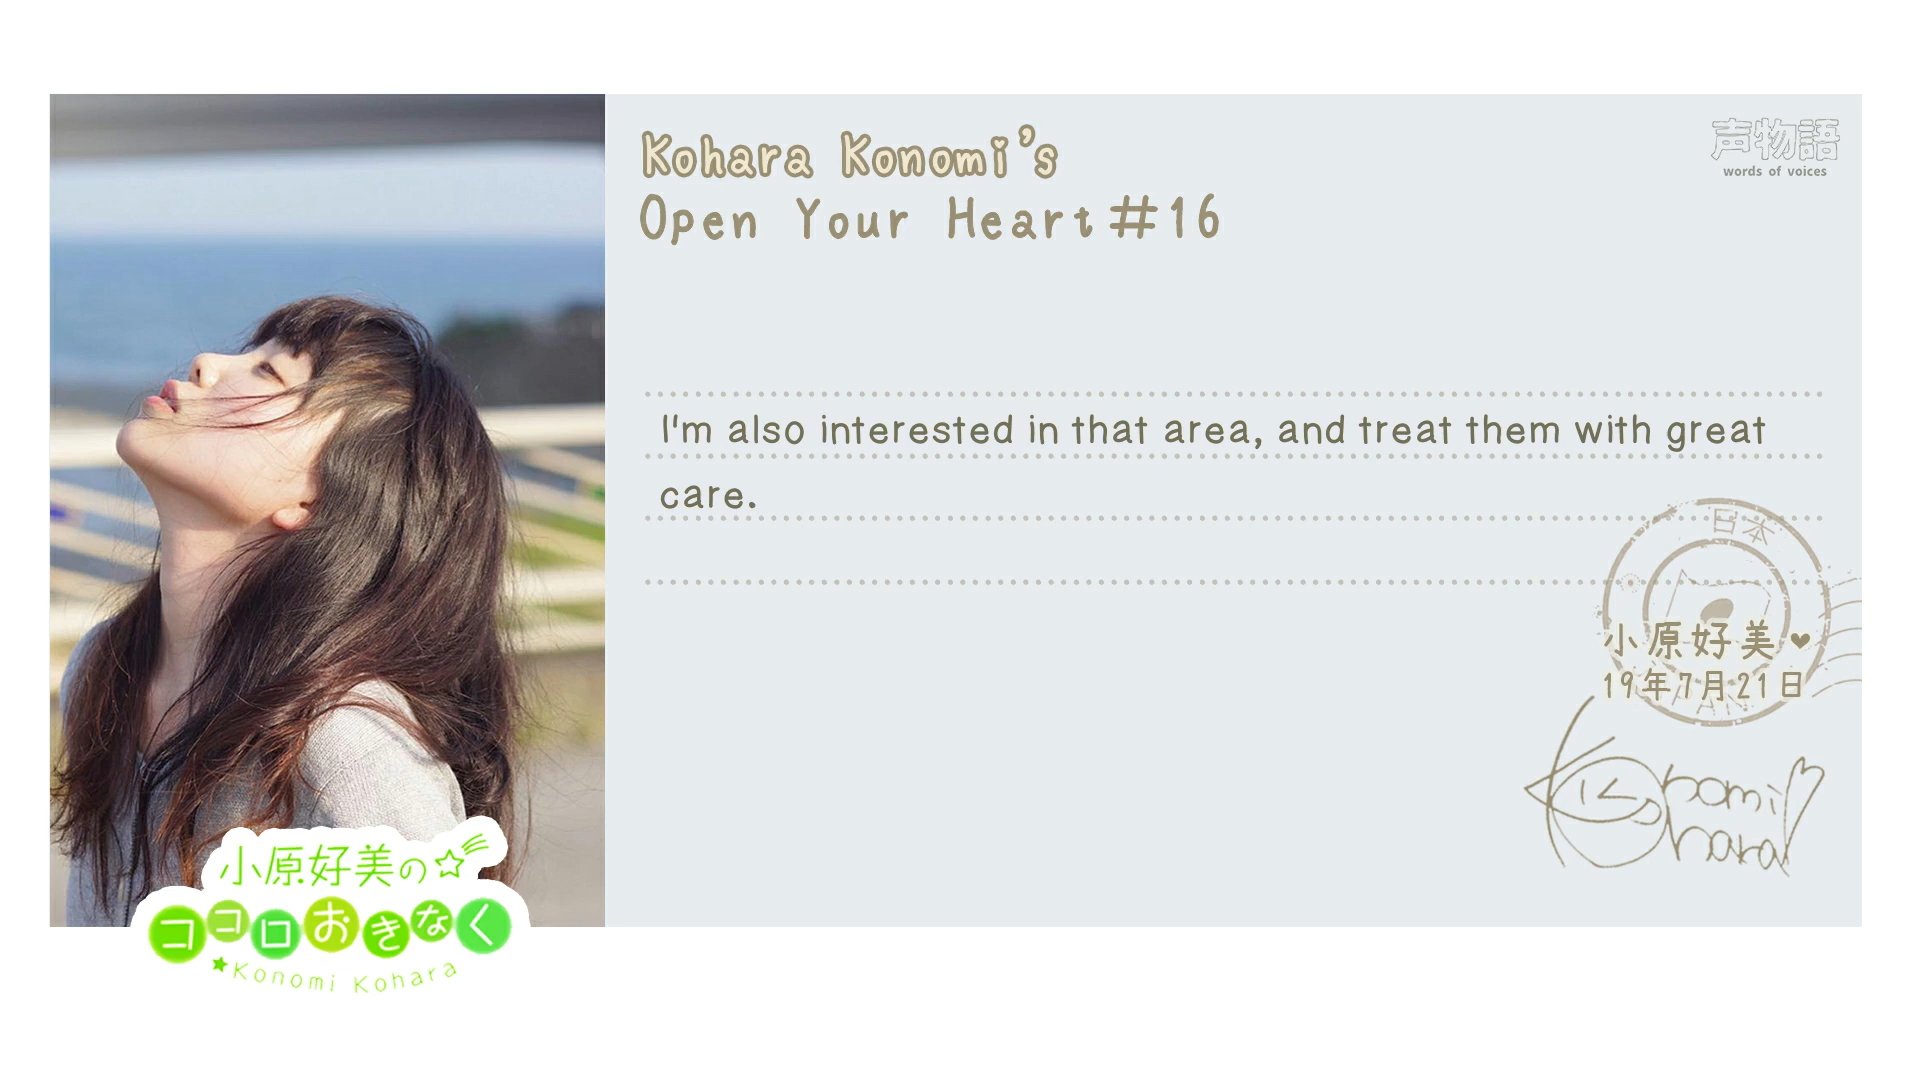 Kohara Konomi's
Open Your Heart#16
声物語
words of voices
I'm also interested in that area, and treat them with great
care.
日本
小原好美❤
19年7月21日
Konomi
Kohara
小原好美の☆
ココロおきなく
★Konomi Kohara